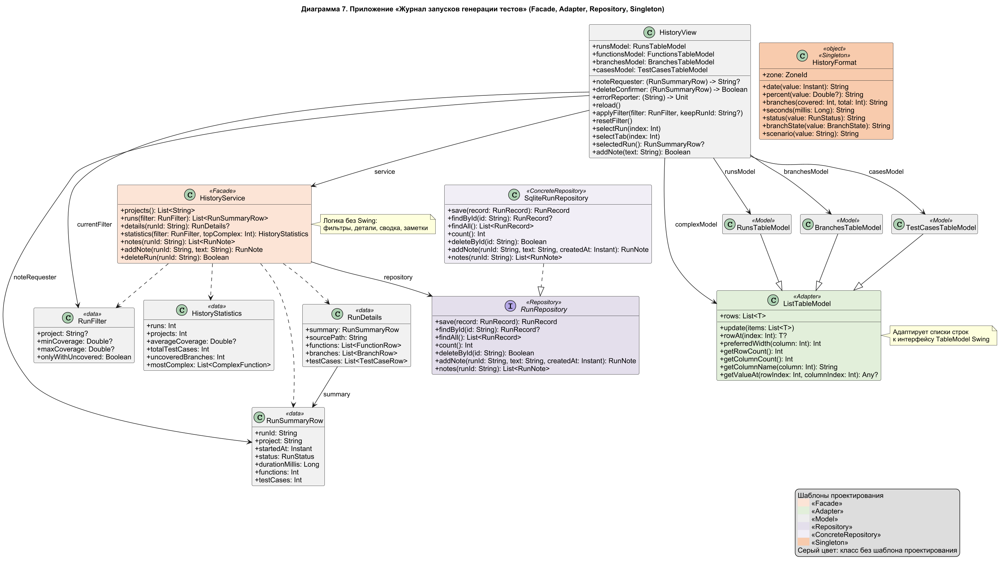 Диаграмма 7. Приложение «Журнал запусков генерации тестов» (Facade, Adapter, Repository, Singleton)
HistoryView
+runsModel: RunsTableModel
+functionsModel: FunctionsTableModel
+branchesModel: BranchesTableModel
+casesModel: TestCasesTableModel
+noteRequester: (RunSummaryRow) -> String?
+deleteConfirmer: (RunSummaryRow) -> Boolean
+errorReporter: (String) -> Unit
+reload()
+applyFilter(filter: RunFilter, keepRunId: String?)
+resetFilter()
+selectRun(index: Int)
+selectTab(index: Int)
+selectedRun(): RunSummaryRow?
+addNote(text: String): Boolean
«object»
«Singleton»
HistoryFormat
+zone: ZoneId
+date(value: Instant): String
+percent(value: Double?): String
+branches(covered: Int, total: Int): String
+seconds(millis: Long): String
+status(value: RunStatus): String
+branchState(value: BranchState): String
+scenario(value: String): String
service
runsModel
branchesModel
casesModel
«Facade»
HistoryService
+projects(): List<String>
+runs(filter: RunFilter): List<RunSummaryRow>
+details(runId: String): RunDetails?
+statistics(filter: RunFilter, topComplex: Int): HistoryStatistics
+notes(runId: String): List<RunNote>
+addNote(runId: String, text: String): RunNote
+deleteRun(runId: String): Boolean
Логика без Swing:
фильтры, детали, сводка, заметки
«ConcreteRepository»
SqliteRunRepository
+save(record: RunRecord): RunRecord
+findById(id: String): RunRecord?
+findAll(): List<RunRecord>
+count(): Int
+deleteById(id: String): Boolean
+addNote(runId: String, text: String, createdAt: Instant): RunNote
+notes(runId: String): List<RunNote>
currentFilter
complexModel
«Model»
RunsTableModel
«Model»
BranchesTableModel
«Model»
TestCasesTableModel
noteRequester
repository
«data»
RunFilter
+project: String?
+minCoverage: Double?
+maxCoverage: Double?
+onlyWithUncovered: Boolean
«data»
HistoryStatistics
+runs: Int
+projects: Int
+averageCoverage: Double?
+totalTestCases: Int
+uncoveredBranches: Int
+mostComplex: List<ComplexFunction>
«data»
RunDetails
+summary: RunSummaryRow
+sourcePath: String
+functions: List<FunctionRow>
+branches: List<BranchRow>
+testCases: List<TestCaseRow>
«Repository»
RunRepository
+save(record: RunRecord): RunRecord
+findById(id: String): RunRecord?
+findAll(): List<RunRecord>
+count(): Int
+deleteById(id: String): Boolean
+addNote(runId: String, text: String, createdAt: Instant): RunNote
+notes(runId: String): List<RunNote>
«Adapter»
ListTableModel
+rows: List<T>
+update(items: List<T>)
+rowAt(index: Int): T?
+preferredWidth(column: Int): Int
+getRowCount(): Int
+getColumnCount(): Int
+getColumnName(column: Int): String
+getValueAt(rowIndex: Int, columnIndex: Int): Any?
Адаптирует списки строк
к интерфейсу TableModel Swing
summary
«data»
RunSummaryRow
+runId: String
+project: String
+startedAt: Instant
+status: RunStatus
+durationMillis: Long
+functions: Int
+testCases: Int
Шаблоны проектирования
«Facade»
«Adapter»
«Model»
«Repository»
«ConcreteRepository»
«Singleton»
Серый цвет: класс без шаблона проектирования